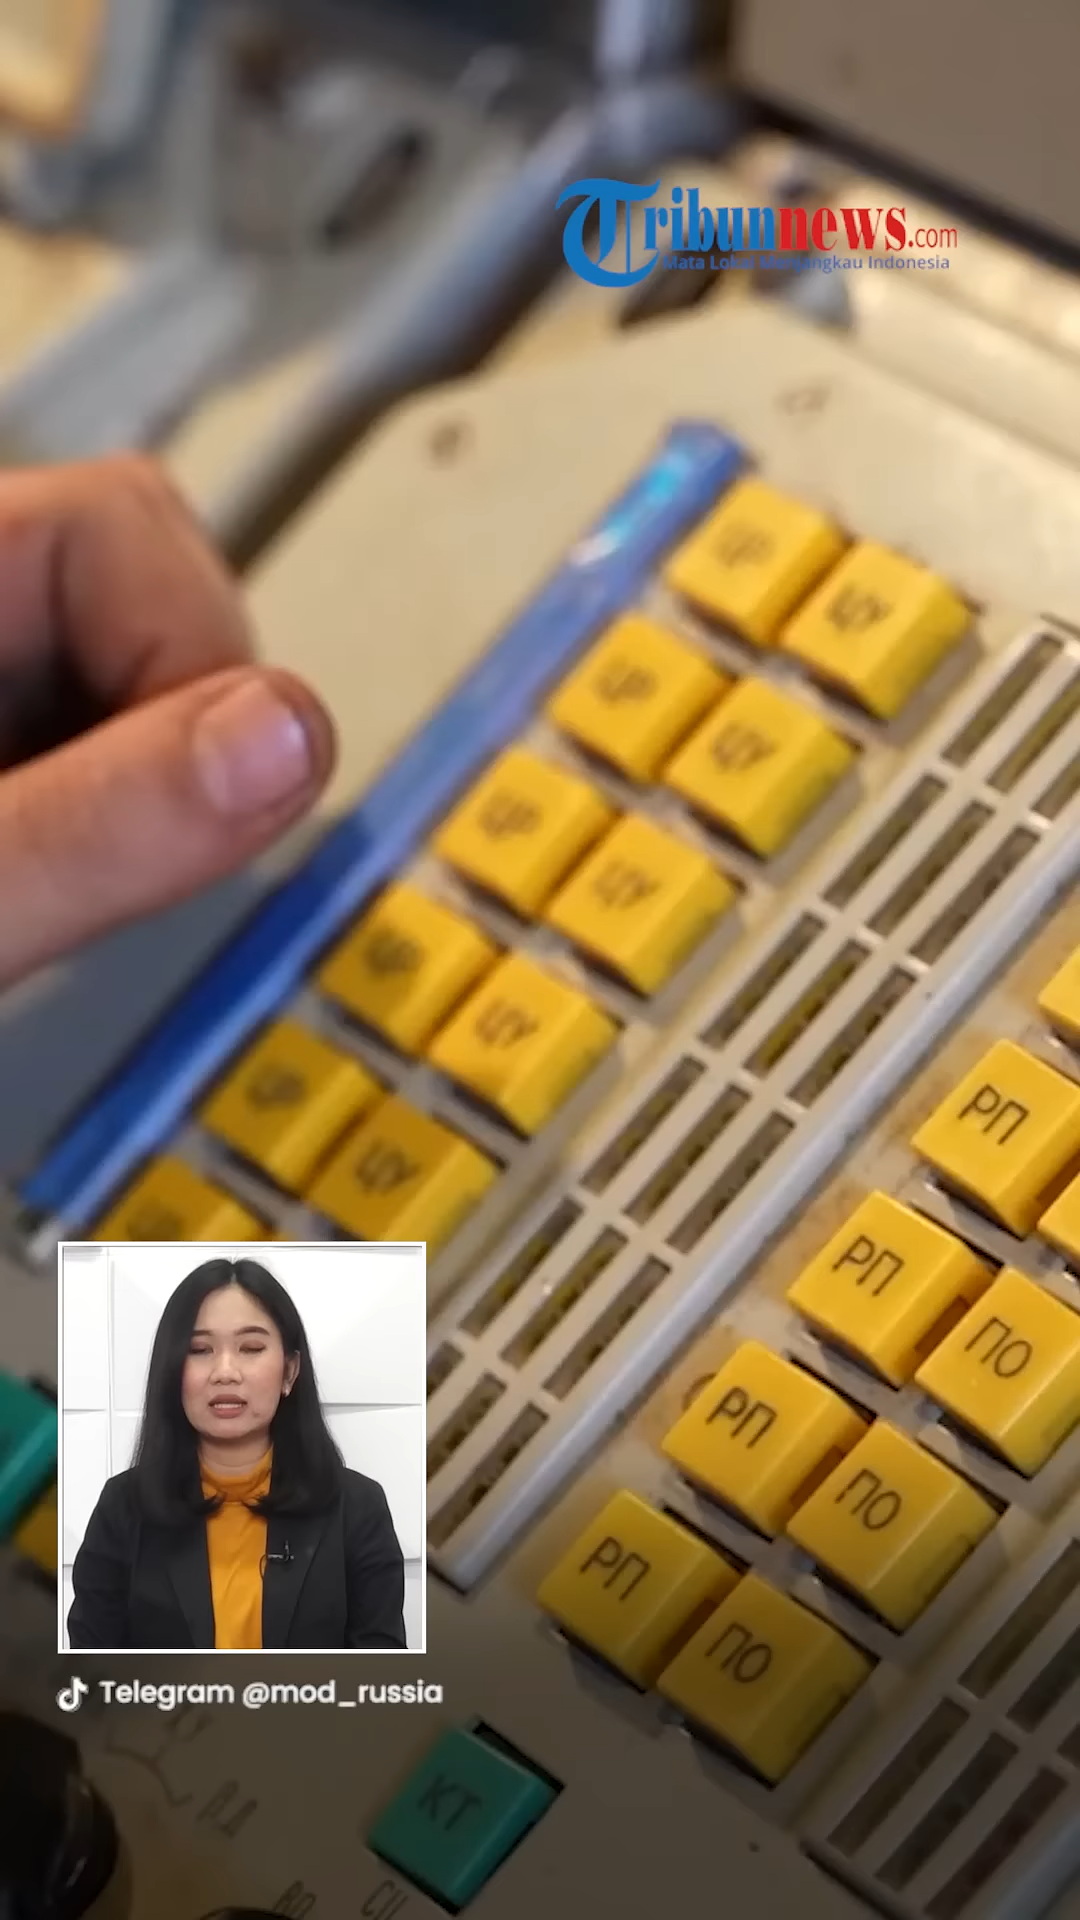 Tribunnews.com
Mata Lokal Menjangkau Indonesia
ЦР
ЦУ
ЦР
ЦУ
ЦР
ЦУ
ЦР
ЦУ
ЦР
ЦУ
РП
РП
ПО
РП
ПО
РП
ПО
Telegram @mod_russia
КТ